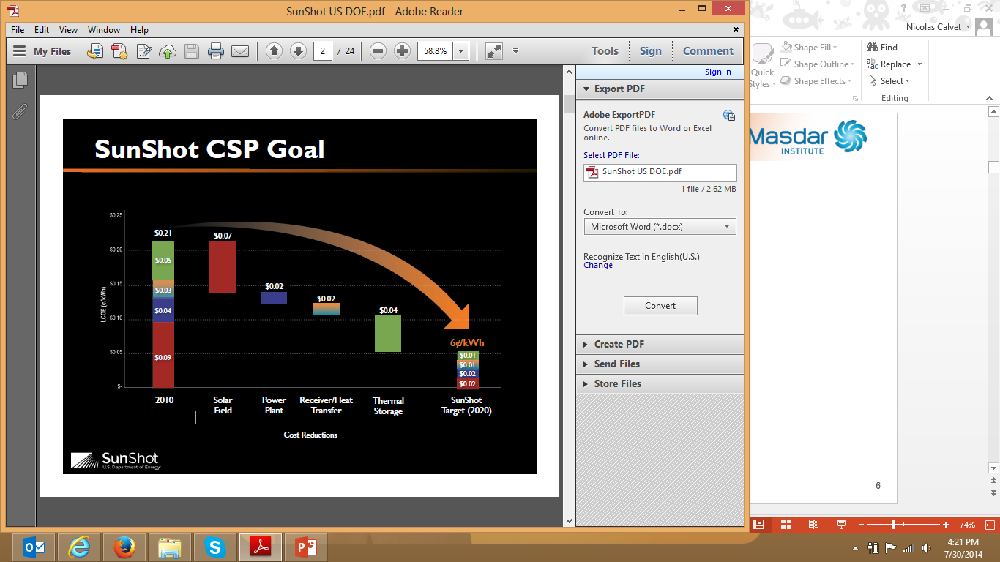 SunShot US DOE.pdf - Adobe Reader
File Edit View Window Help
My Files
2 / 24
58.8%
Tools Sign Comment
Sign In
SunShot CSP Goal
LCOE (¢/kWh)
$0.25
$0.20
$0.15
$0.10
$0.05
$-
$0.21
$0.05
$0.03
$0.04
$0.09
$0.07
$0.02
$0.02
$0.04
6¢/kWh
$0.01
$0.01
$0.02
$0.02
2010
Solar
Field
Power
Plant
Receiver/Heat
Transfer
Thermal
Storage
SunShot
Target (2020)
Cost Reductions
SunShot
U.S. Department of Energy
Export PDF
Adobe ExportPDF
Convert PDF files to Word or Excel
online.
Select PDF File:
SunShot US DOE.pdf
1 file / 2.62 MB
Convert To:
Microsoft Word (*.docx)
Recognize Text in English(U.S.)
Change
Convert
Create PDF
Send Files
Store Files
Nicolas Calvet
Quick
Styles
Shape Fill
Shape Outline
Shape Effects
Find
Replace
Select
Editing
Masdar
INSTITUTE
6
74%
4:21 PM
7/30/2014